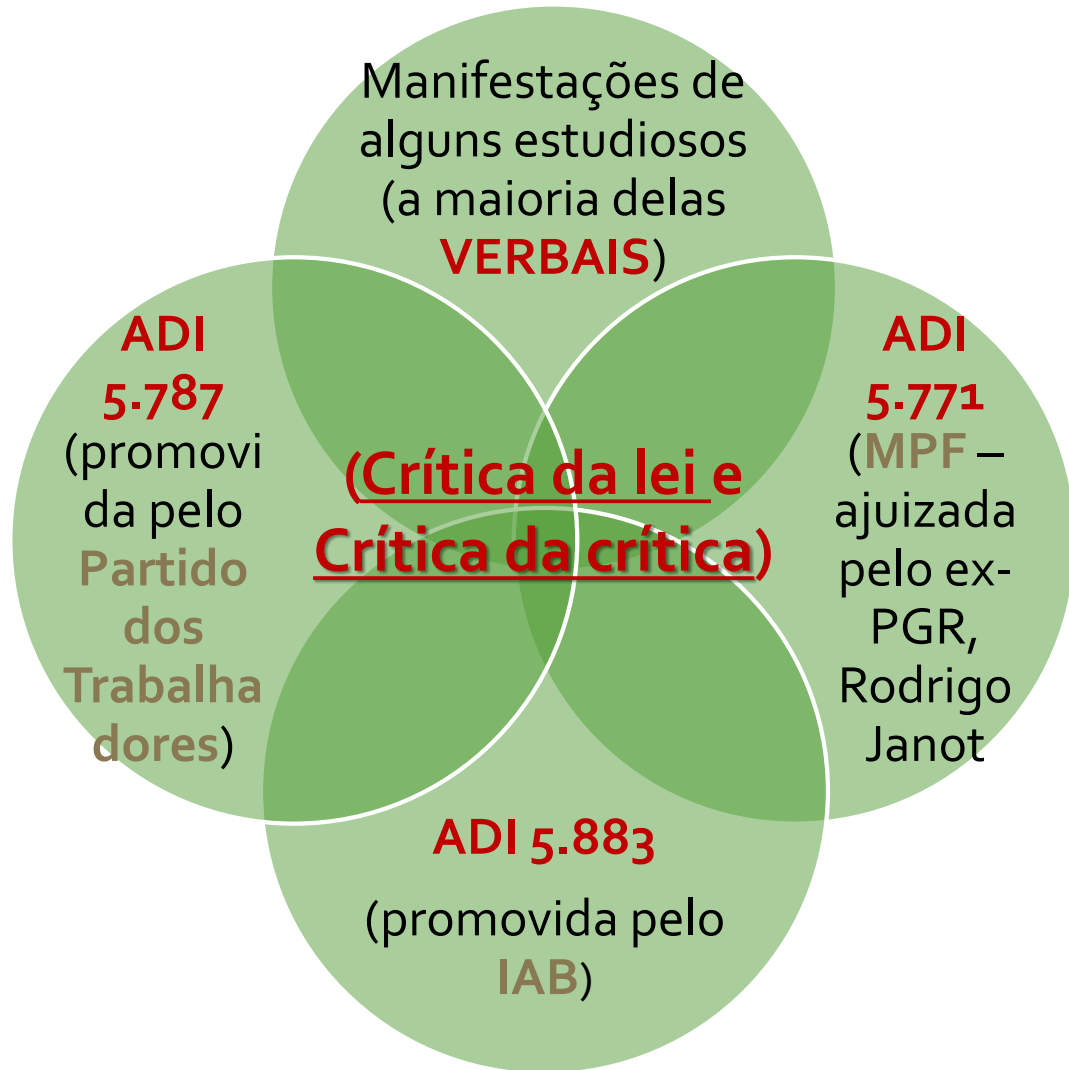 Manifestações de
alguns estudiosos
(a maioria delas
VERBAIS)
ADI
5.787
(promovi
da pelo
Partido
dos
Trabalha
dores)
(Crítica da lei e
Crítica da crítica)
ADI
5.771
(MPF –
ajuizada
pelo ex-
PGR,
Rodrigo
Janot
ADI 5.883
(promovida pelo
IAB)